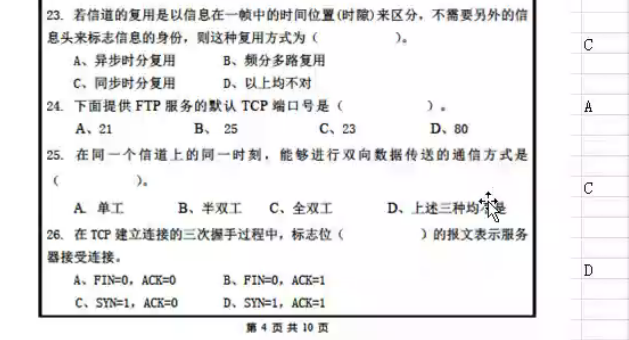 23. 若信道的复用是以信息在一帧中的时间位置(时隙)来区分，不需要另外的信
息头来标志信息的身份，则这种复用方式为（ ）。
A、异步时分复用 B、频分多路复用
C、同步时分复用 D、以上均不对
C
24. 下面提供 FTP 服务的默认 TCP 端口号是（ ）。
A、21 B、 25 C、23 D、80
A
25. 在同一个信道上的同一时刻，能够进行双向数据传送的通信方式是
（ ）。
A. 单工 B、半双工 C、全双工 D、上述三种均不是
C
26. 在 TCP 建立连接的三次握手过程中，标志位（ ）的报文表示服务
器接受连接。
A、FIN=0，ACK=0 B、FIN=0，ACK=1
C、SYN=1，ACK=0 D、SYN=1，ACK=1
D
第 4 页 共 10 页